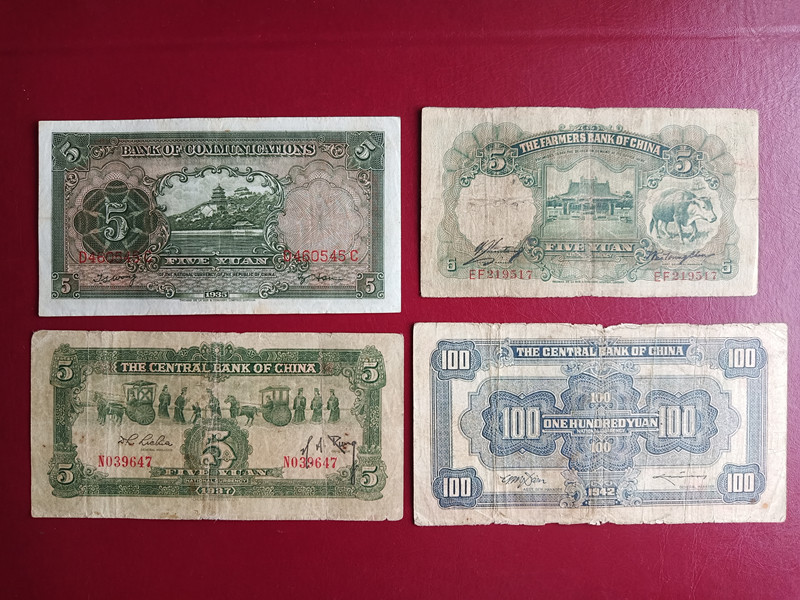 5 5
BANK OF COMMUNICATIONS
5
D460545C D460545C
FIVE YUAN
5 5
1935
THE FARMERS BANK OF CHINA
5 5
FIVE YUAN
5 5
EF219517 EF219517
THE CENTRAL BANK OF CHINA
5 5
5
N039647 N039647
FIVE YUAN
5 5
NATIONAL CURRENCY
1937
THE CENTRAL BANK OF CHINA
100 100
100
100 ONE HUNDRED YUAN 100
100
100 100
1942